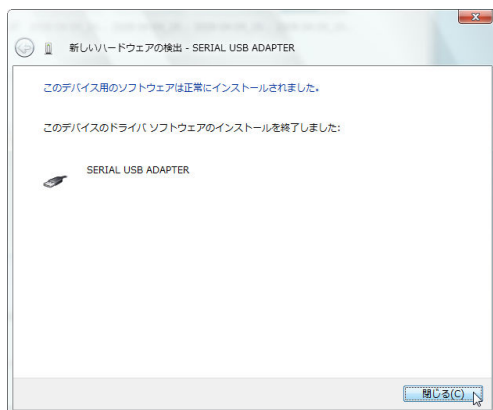 新しいハードウェアの検出 - SERIAL USB ADAPTER
このデバイス用のソフトウェアは正常にインストールされました。
このデバイスのドライバ ソフトウェアのインストールを終了しました:
SERIAL USB ADAPTER
閉じる(C)